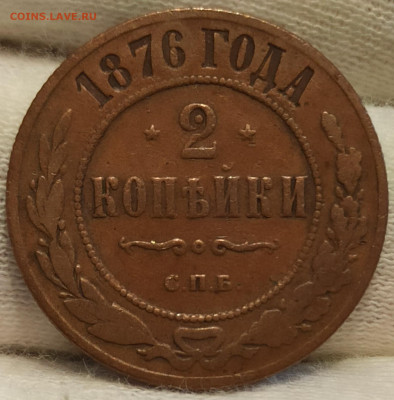 COINS.LAVE.RU
1876 ГОДА
2
КОПѢЙКИ
С.П.Б.